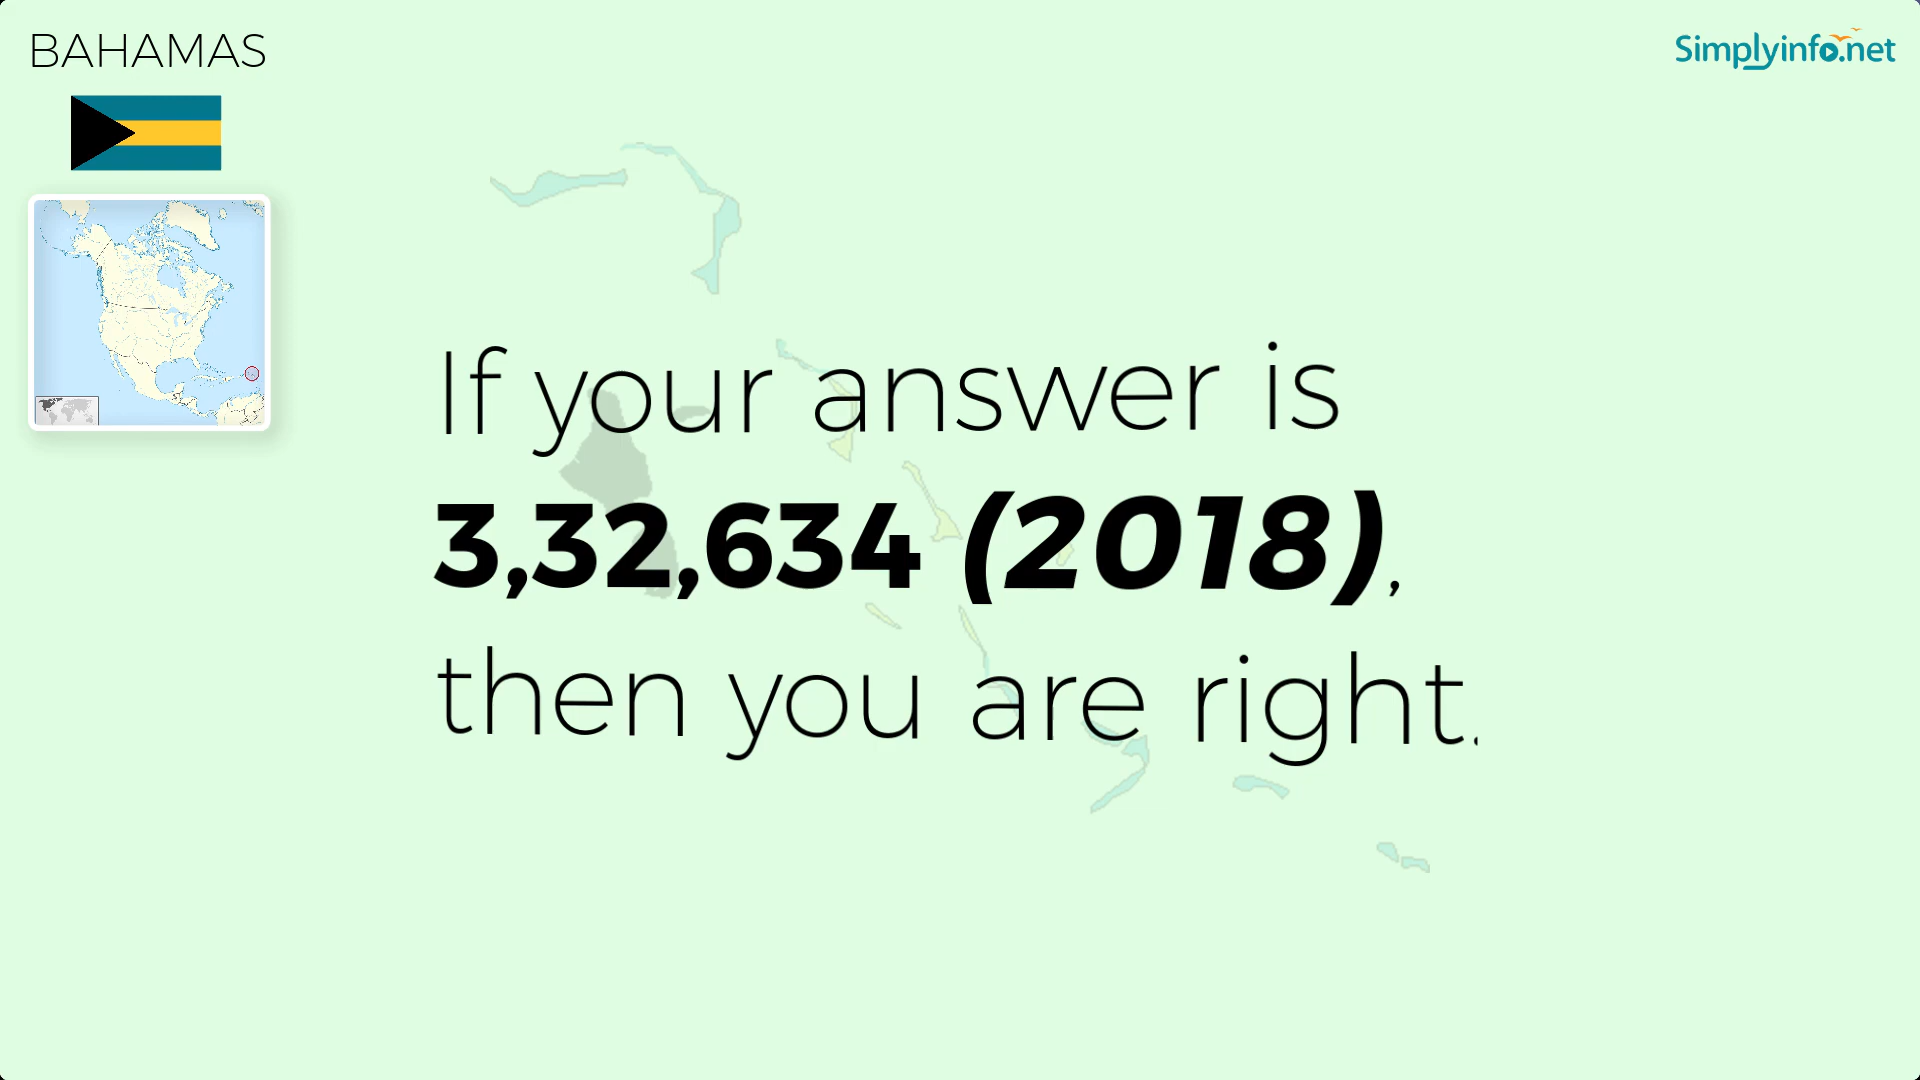 BAHAMAS
Simplyinfo.net
If your answer is
3,32,634 (2018),
then you are right.